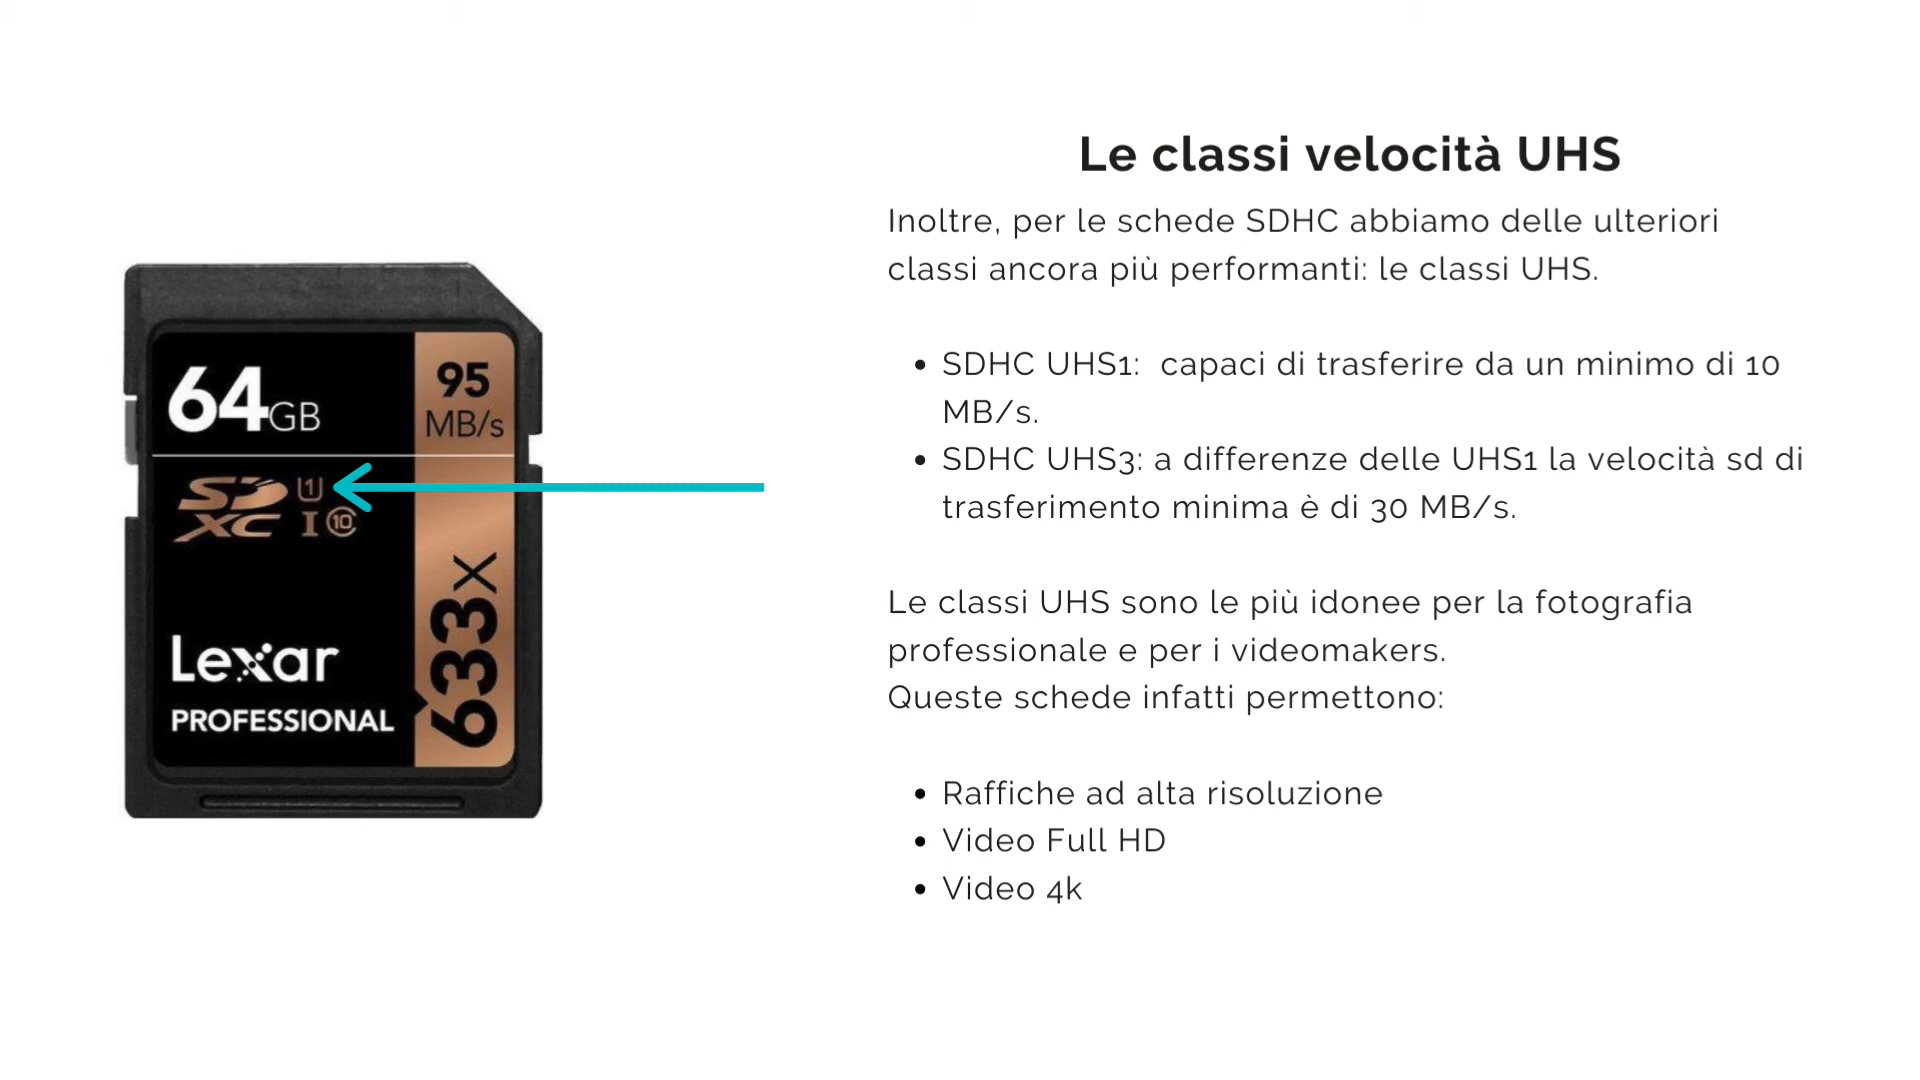 64GB
95
MB/s
SD
XC
U1
I
10
633x
Lexar
PROFESSIONAL
Le classi velocità UHS
Inoltre, per le schede SDHC abbiamo delle ulteriori
classi ancora più performanti: le classi UHS.
• SDHC UHS1:  capaci di trasferire da un minimo di 10
MB/s.
• SDHC UHS3: a differenze delle UHS1 la velocità sd di
trasferimento minima è di 30 MB/s.
Le classi UHS sono le più idonee per la fotografia
professionale e per i videomakers.
Queste schede infatti permettono:
• Raffiche ad alta risoluzione
• Video Full HD
• Video 4k